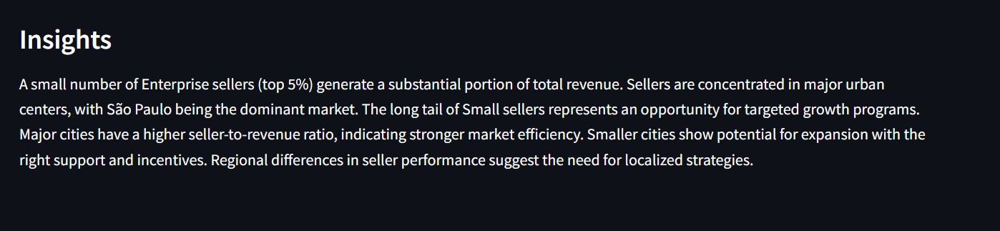 Insights
A small number of Enterprise sellers (top 5%) generate a substantial portion of total revenue. Sellers are concentrated in major urban
centers, with São Paulo being the dominant market. The long tail of Small sellers represents an opportunity for targeted growth programs.
Major cities have a higher seller-to-revenue ratio, indicating stronger market efficiency. Smaller cities show potential for expansion with the
right support and incentives. Regional differences in seller performance suggest the need for localized strategies.